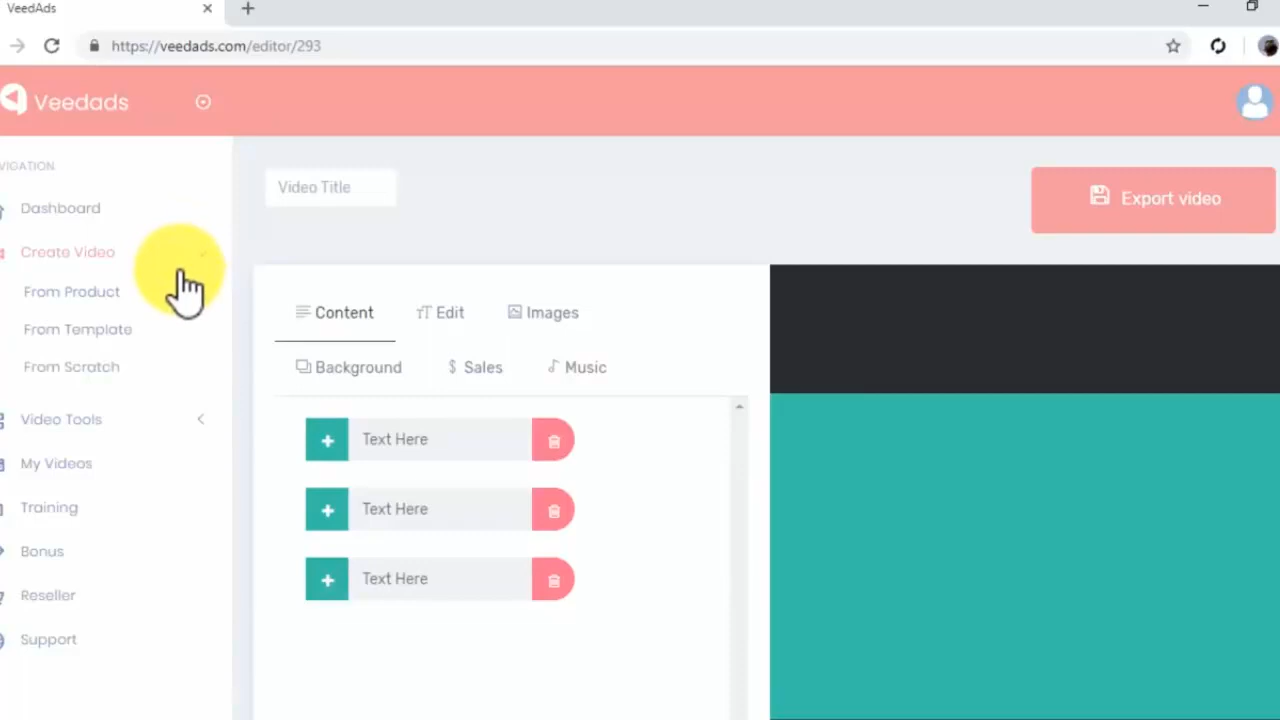 VeedAds
https://veedads.com/editor/293
Veedads
VIGATION
Dashboard
Create Video
From Product
From Template
From Scratch
Video Tools
My Videos
Training
Bonus
Reseller
Support
Video Title
Export video
Content Edit Images
Background $ Sales Music
Text Here
Text Here
Text Here